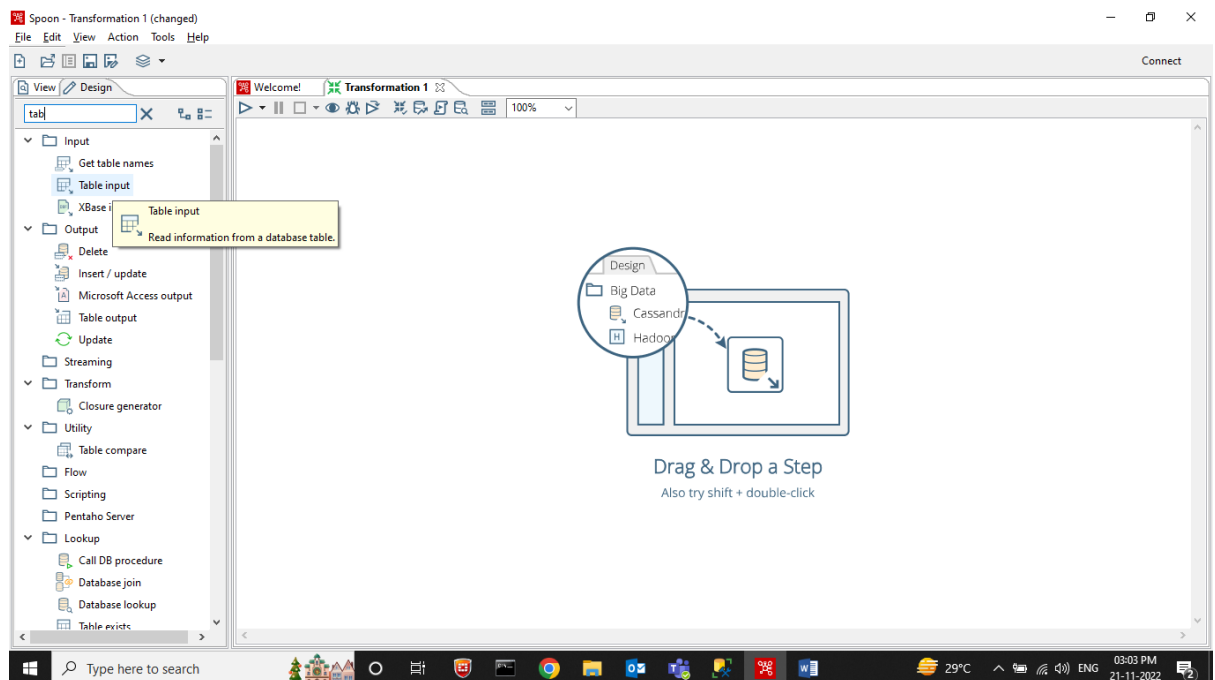 Spoon - Transformation 1 (changed)
File Edit View Action Tools Help
Connect
View Design
Welcome! Transformation 1
tab
100%
Input
Get table names
Table input
XBase i
Table input
Read information from a database table.
Output
Delete
Insert / update
Microsoft Access output
Table output
Update
Streaming
Transform
Closure generator
Utility
Table compare
Flow
Scripting
Pentaho Server
Lookup
Call DB procedure
Database join
Database lookup
Table exists
Design
Big Data
Cassandr
H Hadoop
Drag & Drop a Step
Also try shift + double-click
Type here to search
29°C
ENG
03:03 PM
21-11-2022
2